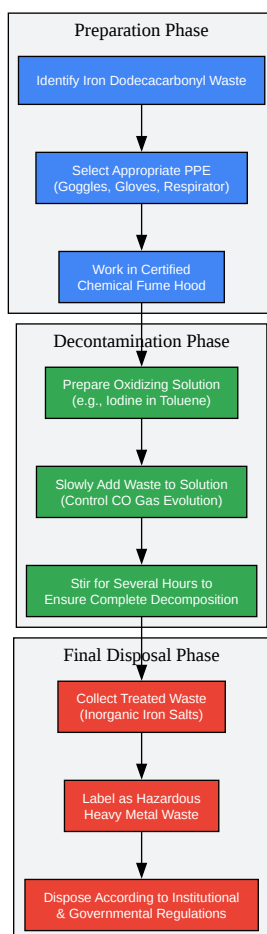 Preparation Phase
Identify Iron Dodecacarbonyl Waste
Select Appropriate PPE
(Goggles, Gloves, Respirator)
Work in Certified
Chemical Fume Hood
Decontamination Phase
Prepare Oxidizing Solution
(e.g., Iodine in Toluene)
Slowly Add Waste to Solution
(Control CO Gas Evolution)
Stir for Several Hours to
Ensure Complete Decomposition
Final Disposal Phase
Collect Treated Waste
(Inorganic Iron Salts)
Label as Hazardous
Heavy Metal Waste
Dispose According to Institutional
& Governmental Regulations